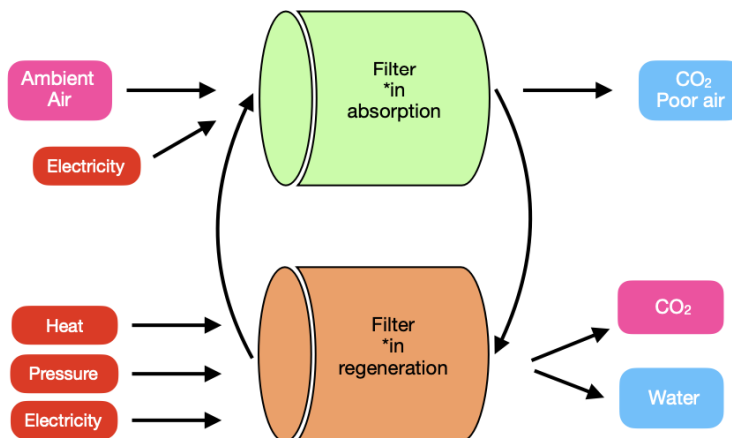 Ambient
Air
Electricity
Filter
*in
absorption
CO₂
Poor air
Heat
Pressure
Electricity
Filter
*in
regeneration
CO₂
Water